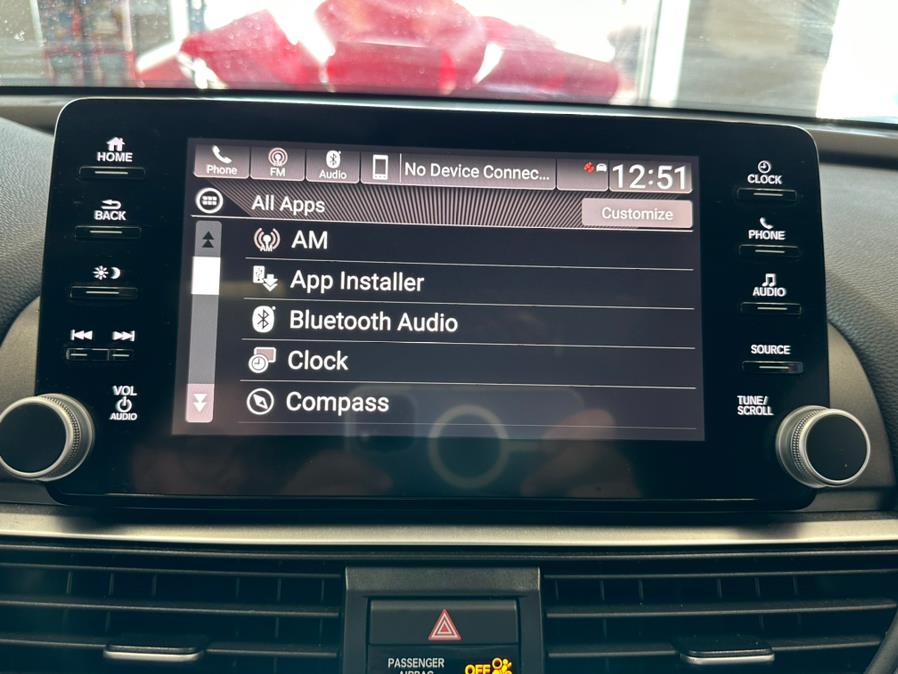 HOME
BACK
VOL
AUDIO
Phone
FM
Audio
No Device Connec...
12:51
All Apps
Customize
AM
AM
App Installer
Bluetooth Audio
Clock
Compass
CLOCK
PHONE
AUDIO
SOURCE
TUNE/
SCROLL
PASSENGER
AIRBAG
OFF